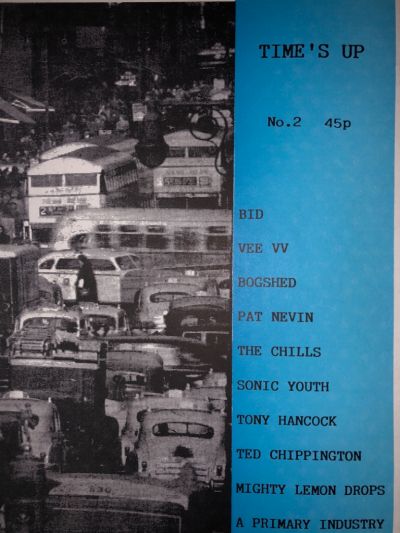 TIME'S UP
No.2 45p
BID
VEE VV
BOGSHED
PAT NEVIN
THE CHILLS
SONIC YOUTH
TONY HANCOCK
TED CHIPPINGTON
MIGHTY LEMON DROPS
A PRIMARY INDUSTRY